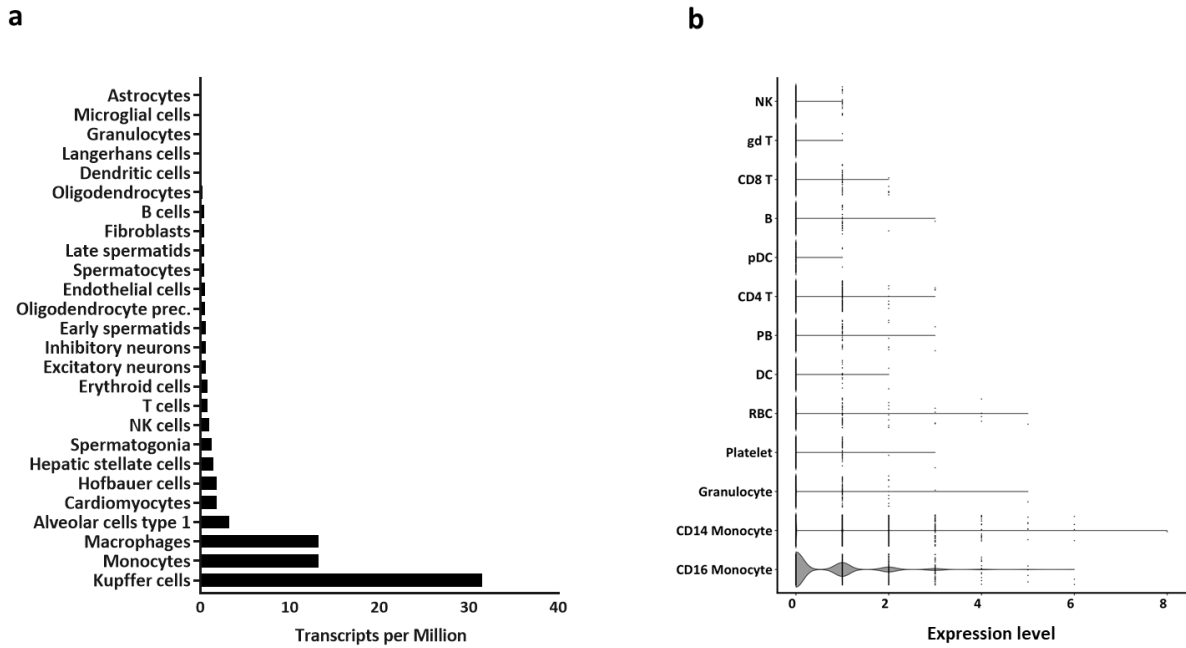 a
Astrocytes
Microglial cells
Granulocytes
Langerhans cells
Dendritic cells
Oligodendrocytes
B cells
Fibroblasts
Late spermatids
Spermatocytes
Endothelial cells
Oligodendrocyte prec.
Early spermatids
Inhibitory neurons
Excitatory neurons
Erythroid cells
T cells
NK cells
Spermatogonia
Hepatic stellate cells
Hofbauer cells
Cardiomyocytes
Alveolar cells type 1
Macrophages
Monocytes
Kupffer cells
0 10 20 30 40
Transcripts per Million
b
NK
gd T
CD8 T
B
pDC
CD4 T
PB
DC
RBC
Platelet
Granulocyte
CD14 Monocyte
CD16 Monocyte
0 2 4 6 8
Expression level